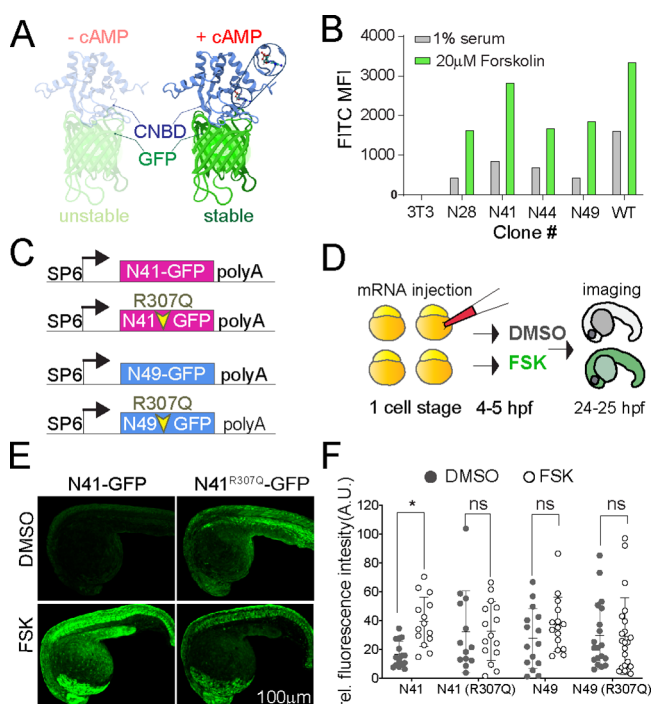 A
- cAMP
+ cAMP
CNBD
GFP
unstable
stable
B
1% serum
20μM Forskolin
FITC MFI
4000
3000
2000
1000
0
3T3
N28
N41
N44
N49
WT
Clone #
C
SP6
N41-GFP
polyA
R307Q
SP6
N41
GFP
polyA
SP6
N49-GFP
polyA
R307Q
SP6
N49
GFP
polyA
D
mRNA injection
imaging
DMSO
FSK
1 cell stage
4-5 hpf
24-25 hpf
E
N41-GFP
N41R307Q-GFP
DMSO
FSK
100μm
F
DMSO
FSK
rel. fluorescence intesity(A.U.)
120
100
80
60
40
20
0
*
ns
ns
ns
N41
N41 (R307Q)
N49
N49 (R307Q)